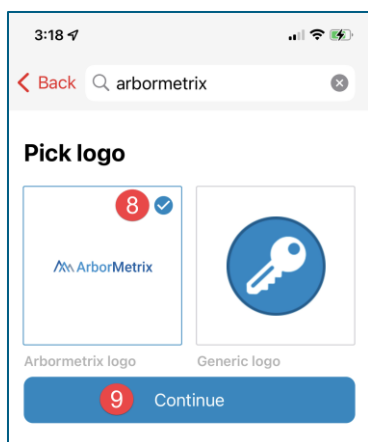 3:18
Back arbormetrix
Pick logo
8
ArborMetrix
Arbormetrix logo Generic logo
9 Continue